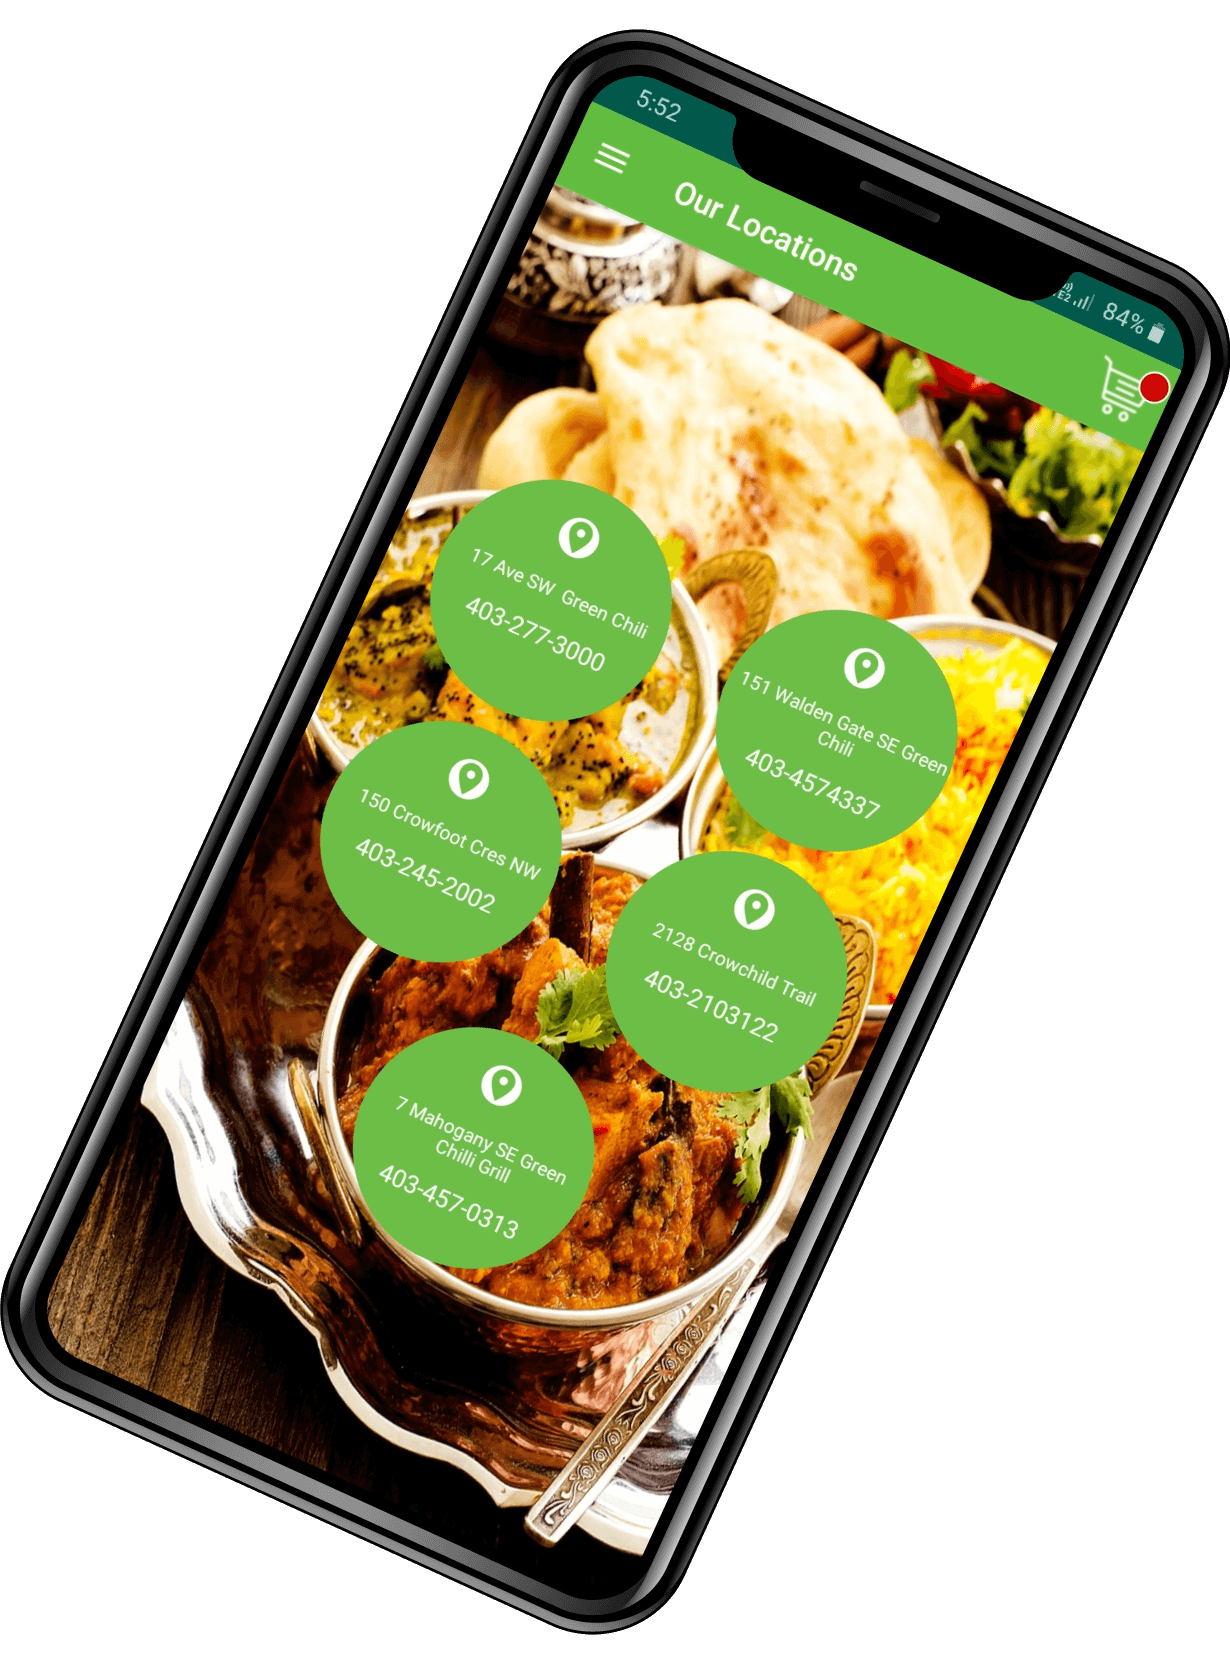 5:52
84%
Our Locations
17 Ave SW  Green Chili
403-277-3000
151 Walden Gate SE Green
Chili
403-4574337
150 Crowfoot Cres NW
403-245-2002
2128 Crowchild Trail
403-2103122
7 Mahogany SE Green
Chilli Grill
403-457-0313